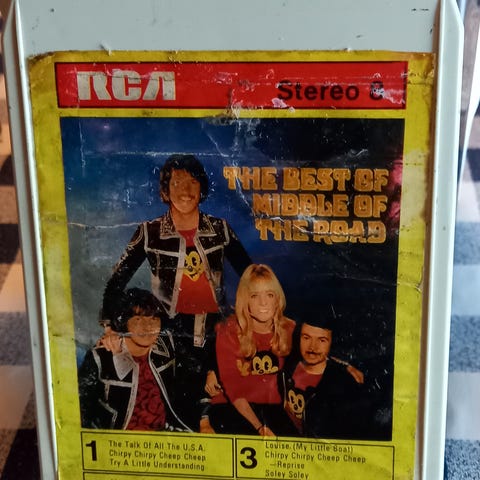 RCA Stereo 8
THE BEST OF
MIDDLE OF
THE ROAD
1 The Talk Of All The U.S.A.
Chirpy Chirpy Cheep Cheep
Try A Little Understanding
3 Louise (My Little Boat)
Chirpy Chirpy Cheep Cheep
—Reprise
Soley Soley